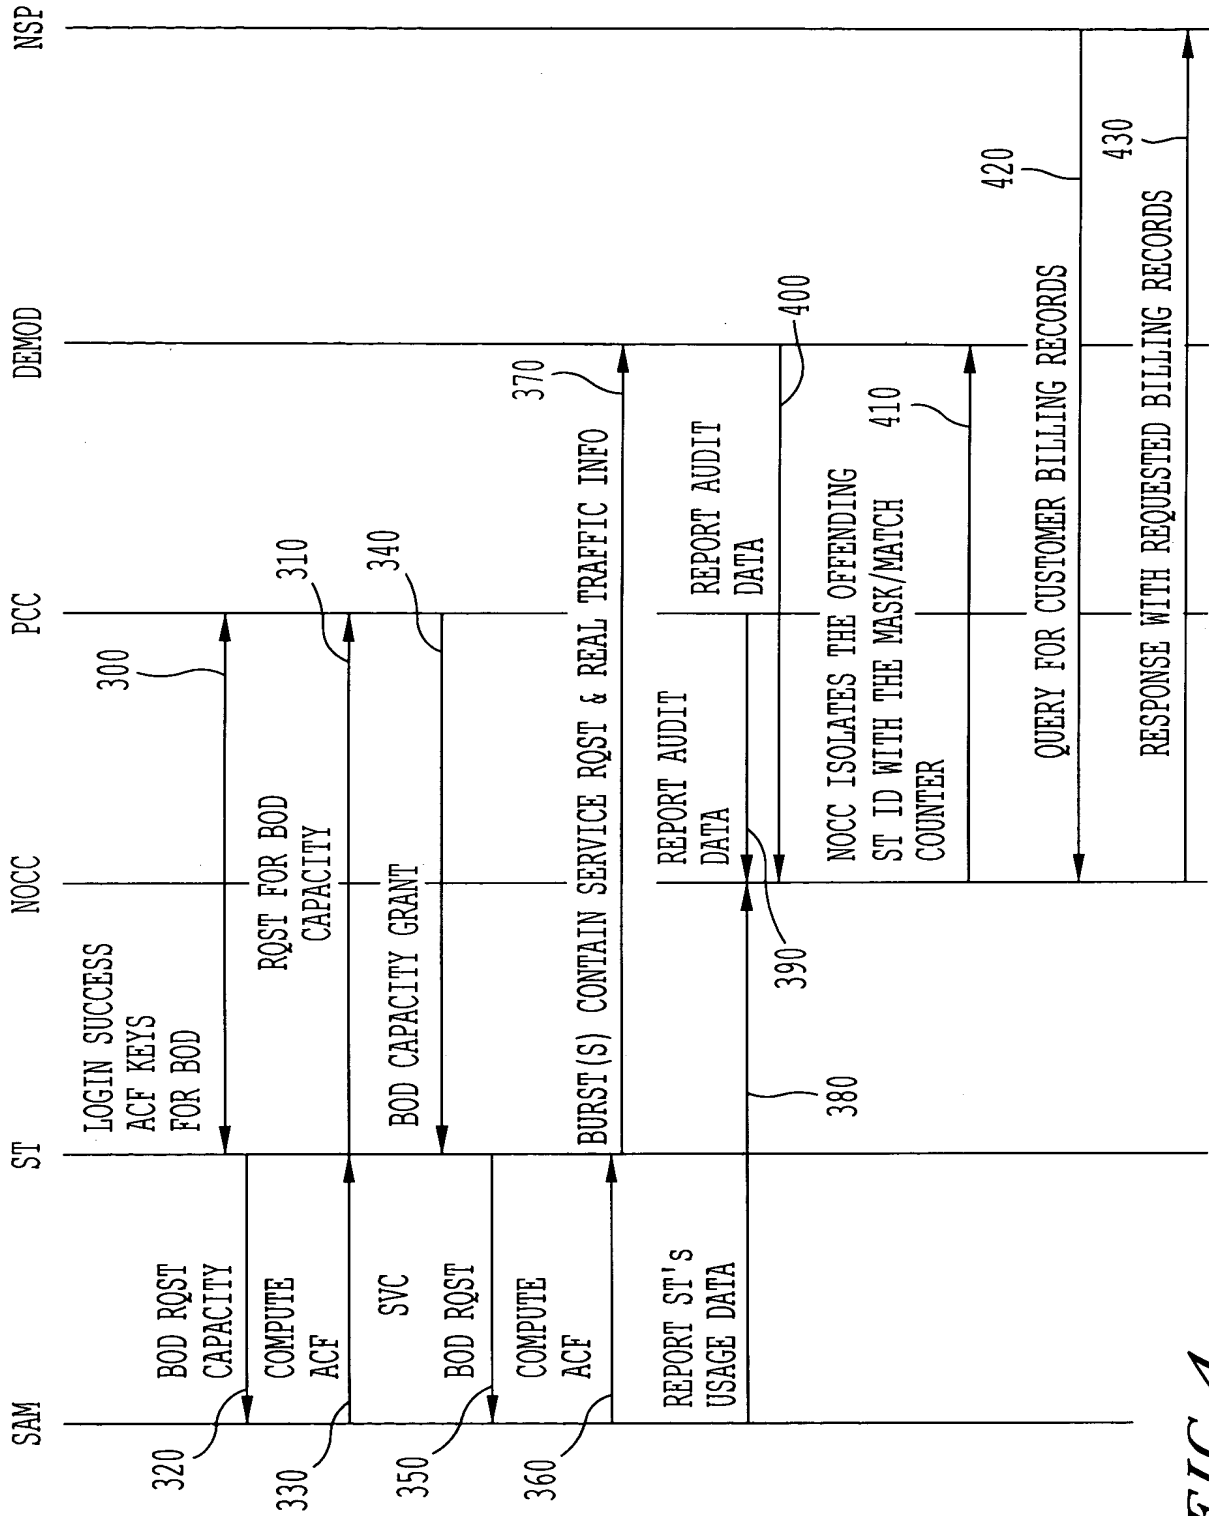 SAM
ST
NOCC
PCC
DEMOD
NSP
LOGIN SUCCESS
ACF KEYS
FOR BOD
300
BOD RQST
CAPACITY
320
RQST FOR BOD
CAPACITY
310
COMPUTE
ACF
330
BOD CAPACITY GRANT
340
SVC
BOD RQST
350
COMPUTE
ACF
360
BURST(S) CONTAIN SERVICE RQST & REAL TRAFFIC INFO
370
REPORT ST's
USAGE DATA
380
REPORT AUDIT
DATA
390
REPORT AUDIT
DATA
400
NOCC ISOLATES THE OFFENDING
ST ID WITH THE MASK/MATCH
COUNTER
410
QUERY FOR CUSTOMER BILLING RECORDS
420
RESPONSE WITH REQUESTED BILLING RECORDS
430
FIG. 4